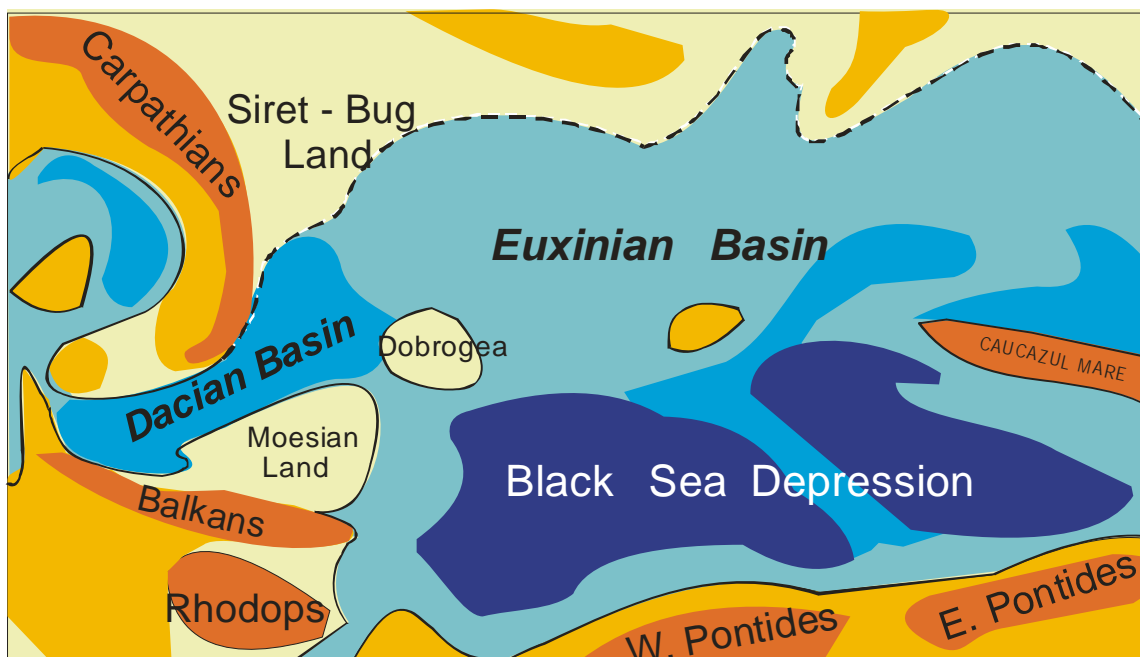 Carpathians
Siret - Bug
Land
Euxinian Basin
Dacian Basin
Dobrogea
CAUCAZUL MARE
Moesian
Land
Black Sea Depression
Balkans
Rhodops
W. Pontides
E. Pontides